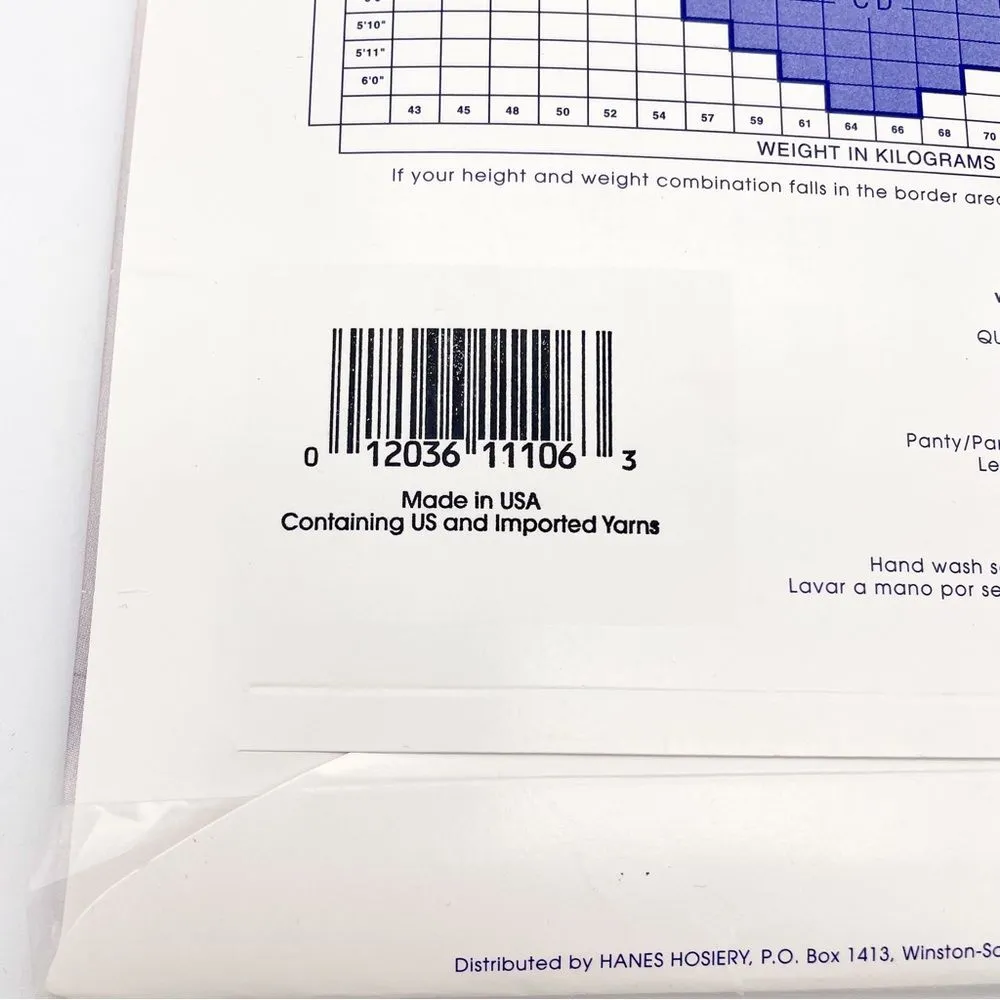 CD
5'10"
5'11"
6'0"
43 45 48 50 52 54 57 59 61 64 66 68 70
WEIGHT IN KILOGRAMS
If your height and weight combination falls in the border
QU
Panty/Pa
Le
0 12036 11106 3
Made in USA
Containing US and Imported Yarns
Hand wash s
Lavar a mano por se
Distributed by HANES HOSIERY, P.O. Box 1413, Winston-Sa